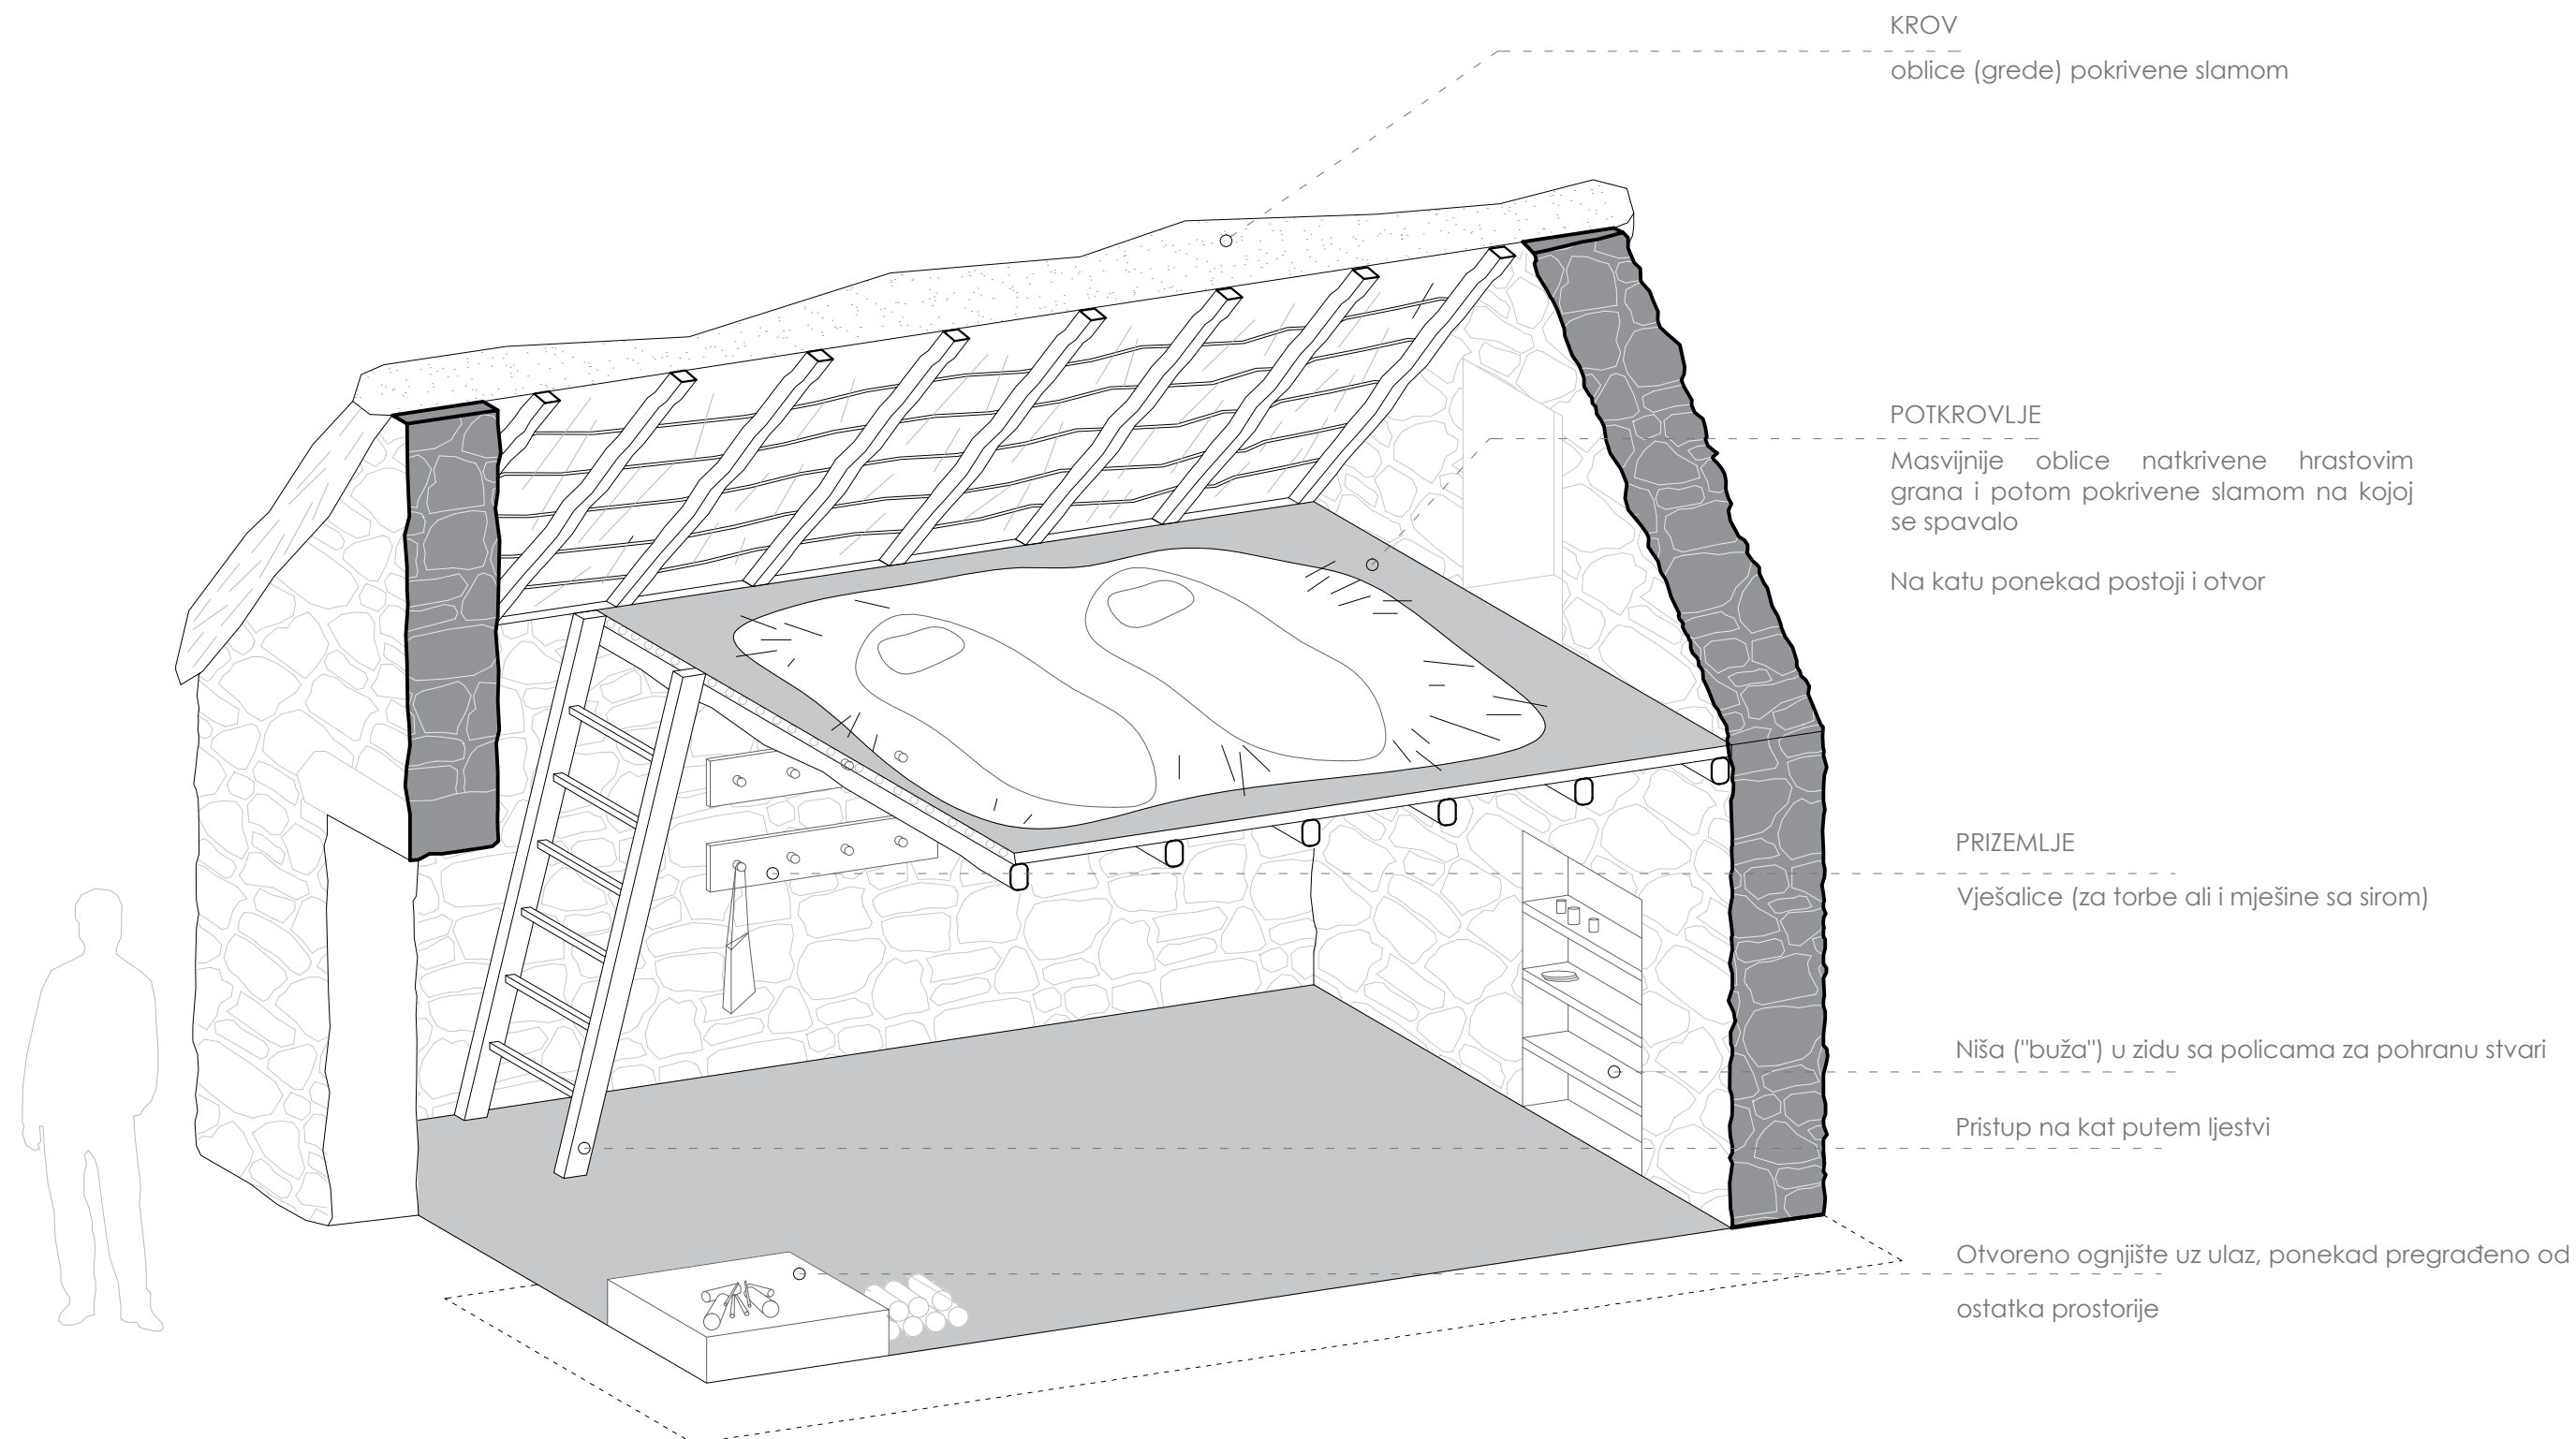 KROV
oblice (grede) pokrivene slamom
POTKROVLJE
Masvijnije oblice natkrivene hrastovim
grana i potom pokrivene slamom na kojoj
se spavalo
Na katu ponekad postoji i otvor
PRIZEMLJE
Vješalice (za torbe ali i mješine sa sirom)
Niša ("buža") u zidu sa policama za pohranu stvari
Pristup na kat putem ljestvi
Otvoreno ognjište uz ulaz, ponekad pregrađeno od
ostatka prostorije